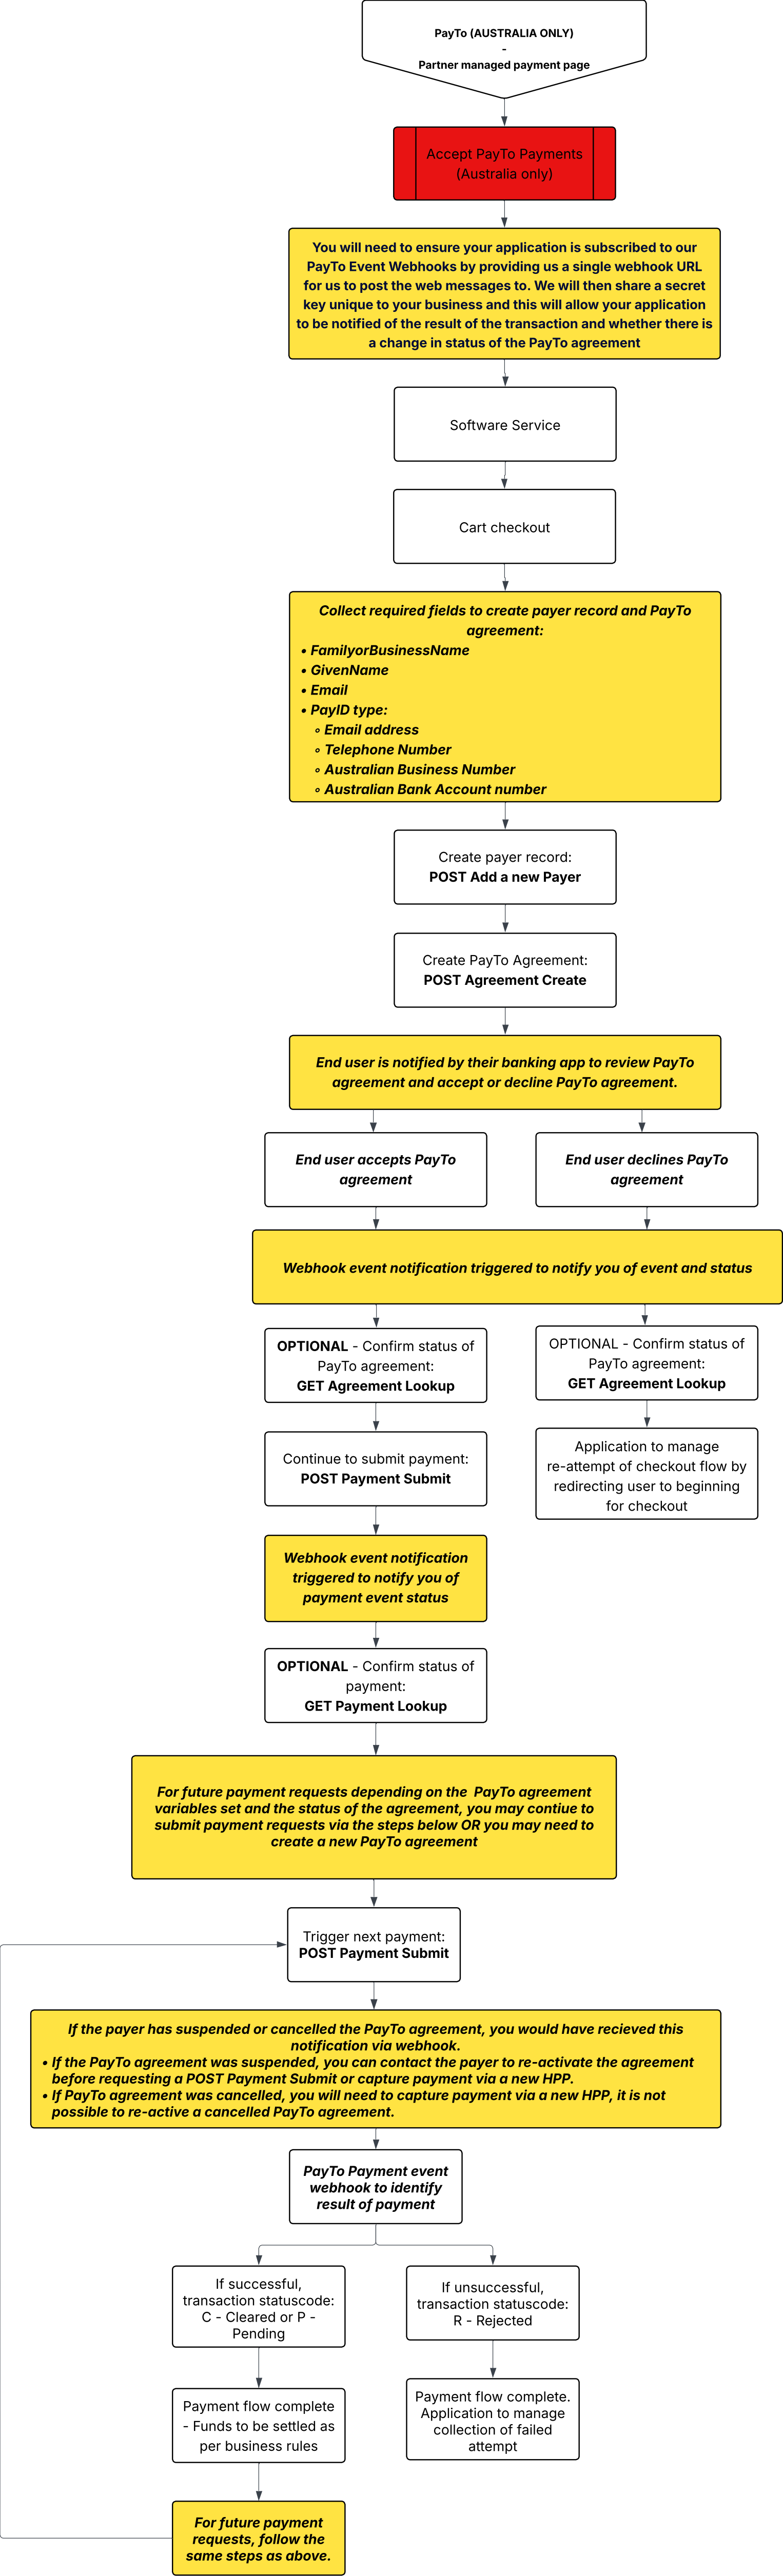 PayTo (AUSTRALIA ONLY)
-
Partner managed payment page
Accept PayTo Payments
(Australia only)
You will need to ensure your application is subscribed to our
PayTo Event Webhooks by providing us a single webhook URL
for us to post the web messages to. We will then share a secret
key unique to your business and this will allow your application
to be notified of the result of the transaction and whether there is
a change in status of the PayTo agreement
Software Service
Cart checkout
Collect required fields to create payer record and PayTo
agreement:
• FamilyorBusinessName
• GivenName
• Email
• PayID type:
◦ Email address
◦ Telephone Number
◦ Australian Business Number
◦ Australian Bank Account number
Create payer record:
POST Add a new Payer
Create PayTo Agreement:
POST Agreement Create
End user is notified by their banking app to review PayTo
agreement and accept or decline PayTo agreement.
End user accepts PayTo
agreement
End user declines PayTo
agreement
Webhook event notification triggered to notify you of event and status
OPTIONAL - Confirm status of
PayTo agreement:
GET Agreement Lookup
OPTIONAL - Confirm status of
PayTo agreement:
GET Agreement Lookup
Continue to submit payment:
POST Payment Submit
Application to manage
re-attempt of checkout flow by
redirecting user to beginning
for checkout
Webhook event notification
triggered to notify you of
payment event status
OPTIONAL - Confirm status of
payment:
GET Payment Lookup
For future payment requests depending on the  PayTo agreement
variables set and the status of the agreement, you may contiue to
submit payment requests via the steps below OR you may need to
create a new PayTo agreement
Trigger next payment:
POST Payment Submit
If the payer has suspended or cancelled the PayTo agreement, you would have recieved this
notification via webhook.
• If the PayTo agreement was suspended, you can contact the payer to re-activate the agreement
before requesting a POST Payment Submit or capture payment via a new HPP.
• If PayTo agreement was cancelled, you will need to capture payment via a new HPP, it is not
possible to re-active a cancelled PayTo agreement.
PayTo Payment event
webhook to identify
result of payment
If successful,
transaction statuscode:
C - Cleared or P -
Pending
If unsuccessful,
transaction statuscode:
R - Rejected
Payment flow complete
- Funds to be settled as
per business rules
Payment flow complete.
Application to manage
collection of failed
attempt
For future payment
requests, follow the
same steps as above.